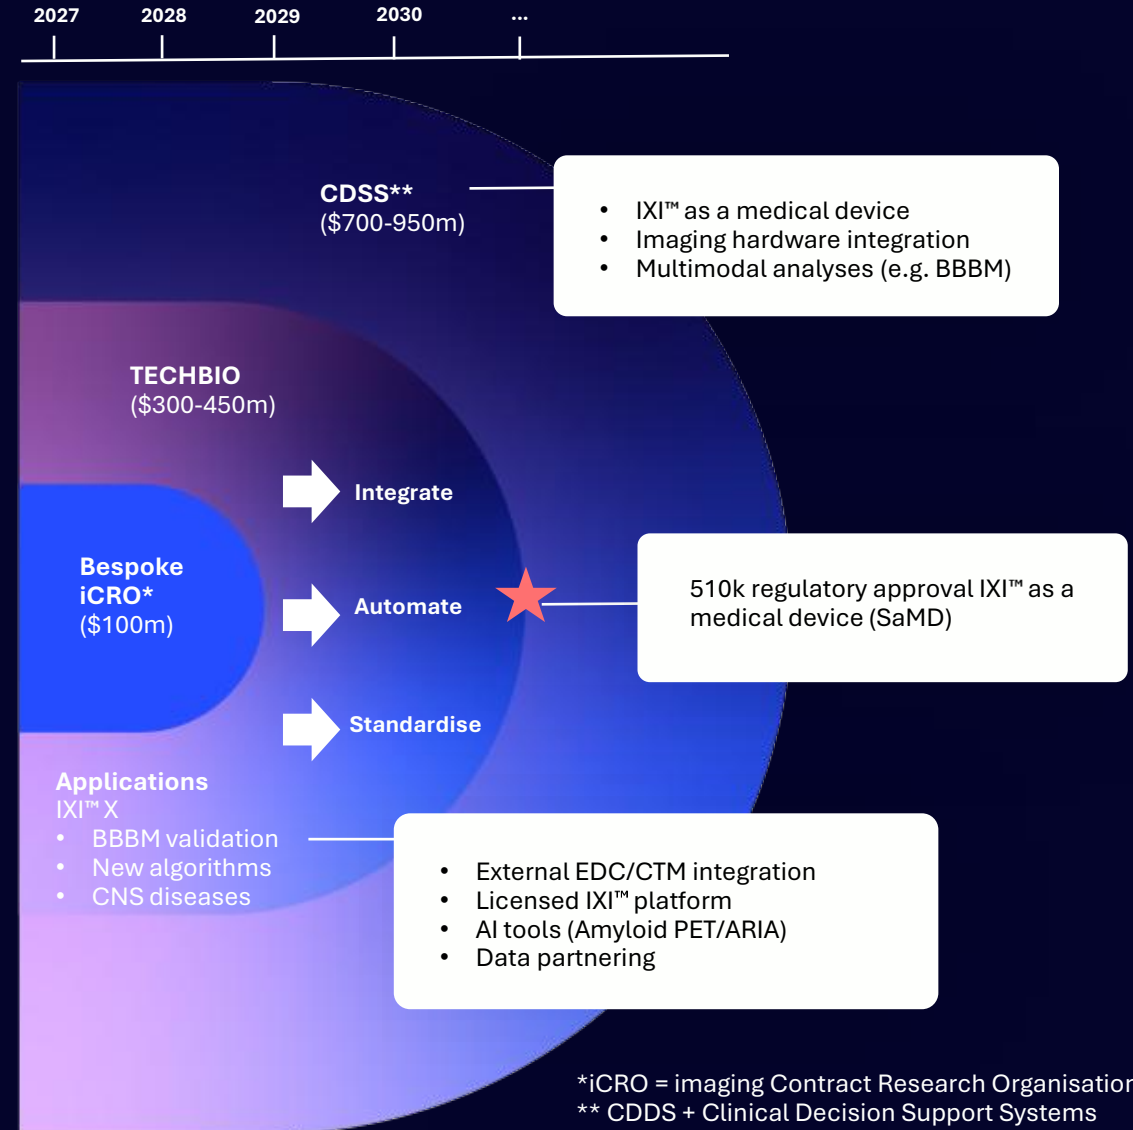 2027 2028 2029 2030 ...
CDSS**
($700-950m)
• IXI™ as a medical device
• Imaging hardware integration
• Multimodal analyses (e.g. BBBM)
TECHBIO
($300-450m)
Integrate
Bespoke
iCRO*
($100m)
Automate
510k regulatory approval IXI™ as a
medical device (SaMD)
Standardise
Applications
IXI™ X
• BBBM validation
• New algorithms
• CNS diseases
• External EDC/CTM integration
• Licensed IXI™ platform
• AI tools (Amyloid PET/ARIA)
• Data partnering
*iCRO = imaging Contract Research Organisation
** CDDS + Clinical Decision Support Systems